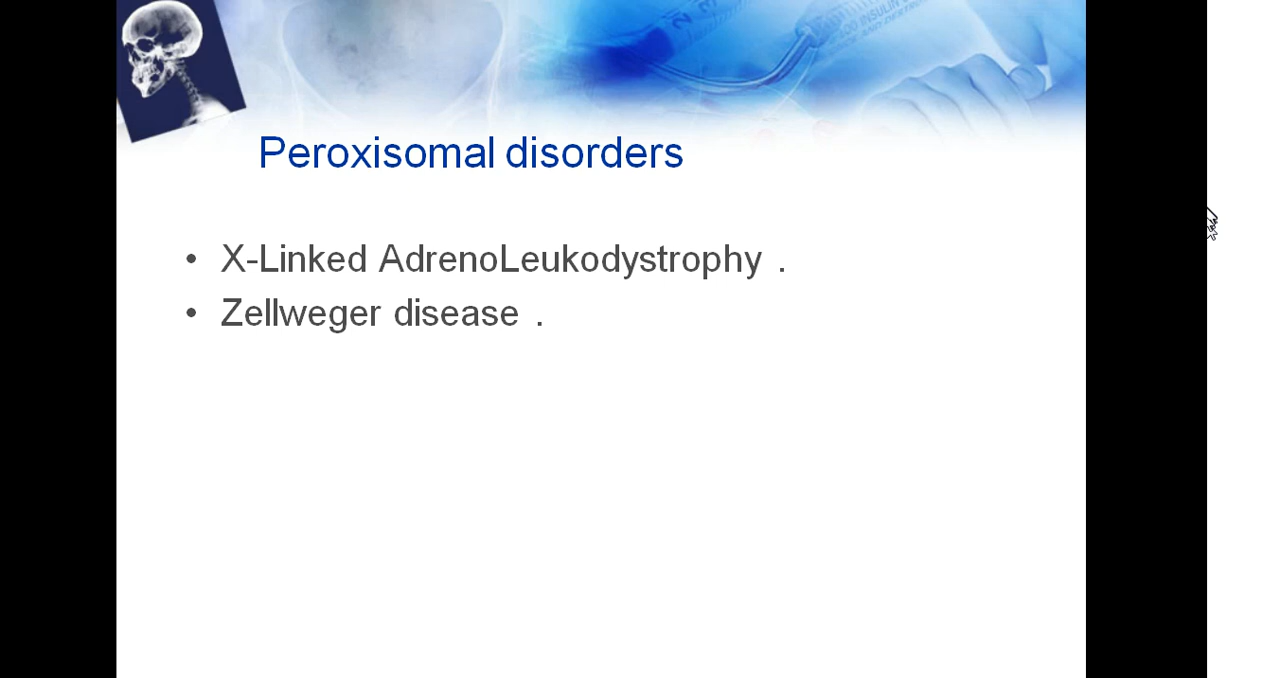 Peroxisomal disorders
• X-Linked AdrenoLeukodystrophy .
• Zellweger disease .